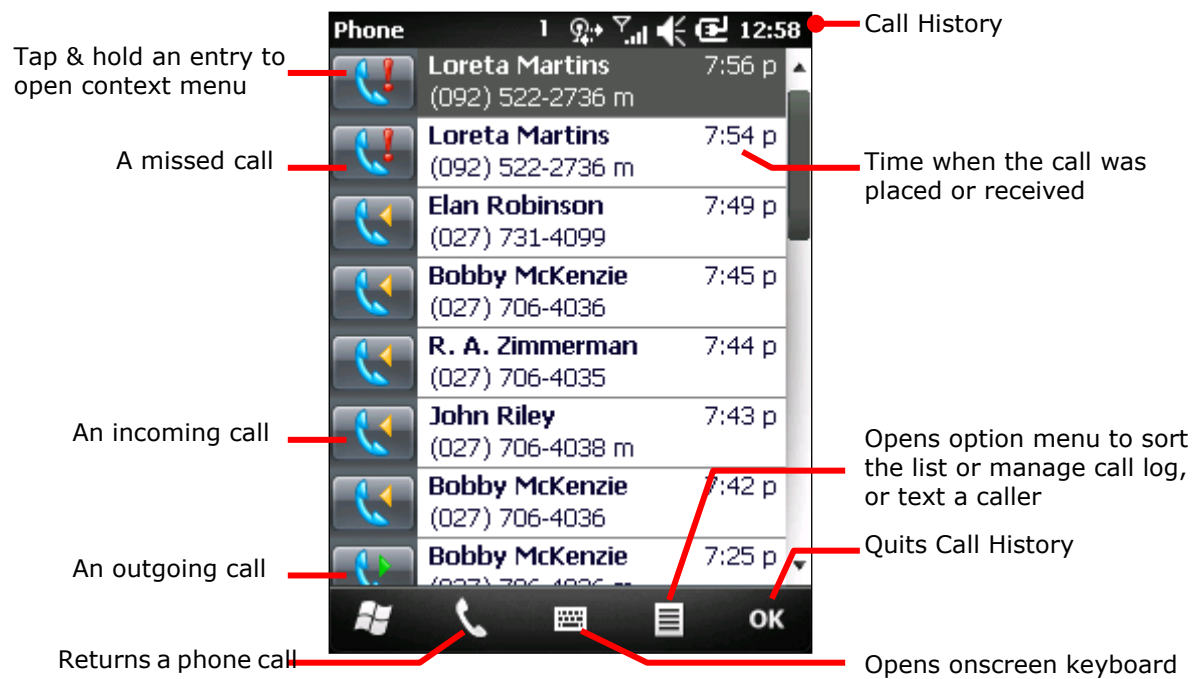 Phone 1 12:58
Call History
Tap & hold an entry to
open context menu
Loreta Martins 7:56 p
(092) 522-2736 m
A missed call
Loreta Martins 7:54 p
(092) 522-2736 m
Time when the call was
placed or received
Elan Robinson 7:49 p
(027) 731-4099
Bobby McKenzie 7:45 p
(027) 706-4036
R. A. Zimmerman 7:44 p
(027) 706-4035
An incoming call
John Riley 7:43 p
(027) 706-4038 m
Opens option menu to sort
the list or manage call log,
or text a caller
Bobby McKenzie 7:42 p
(027) 706-4036
Quits Call History
An outgoing call
Bobby McKenzie 7:25 p
(027) 706-4036 m
OK
Returns a phone call
Opens onscreen keyboard